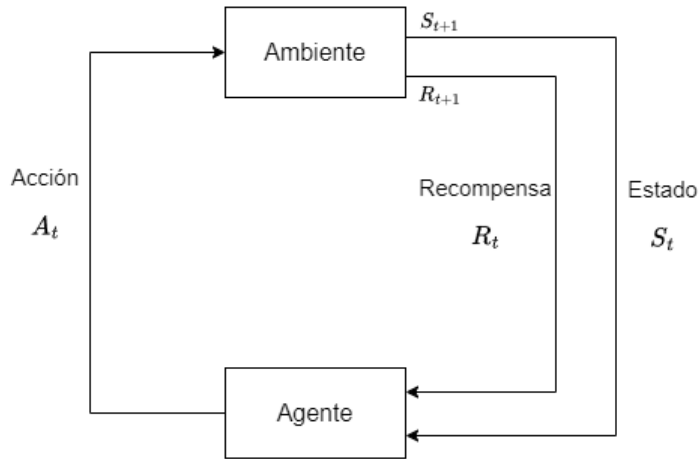 Ambiente
S_{t+1}
R_{t+1}
Acción
A_t
Recompensa
R_t
Estado
S_t
Agente